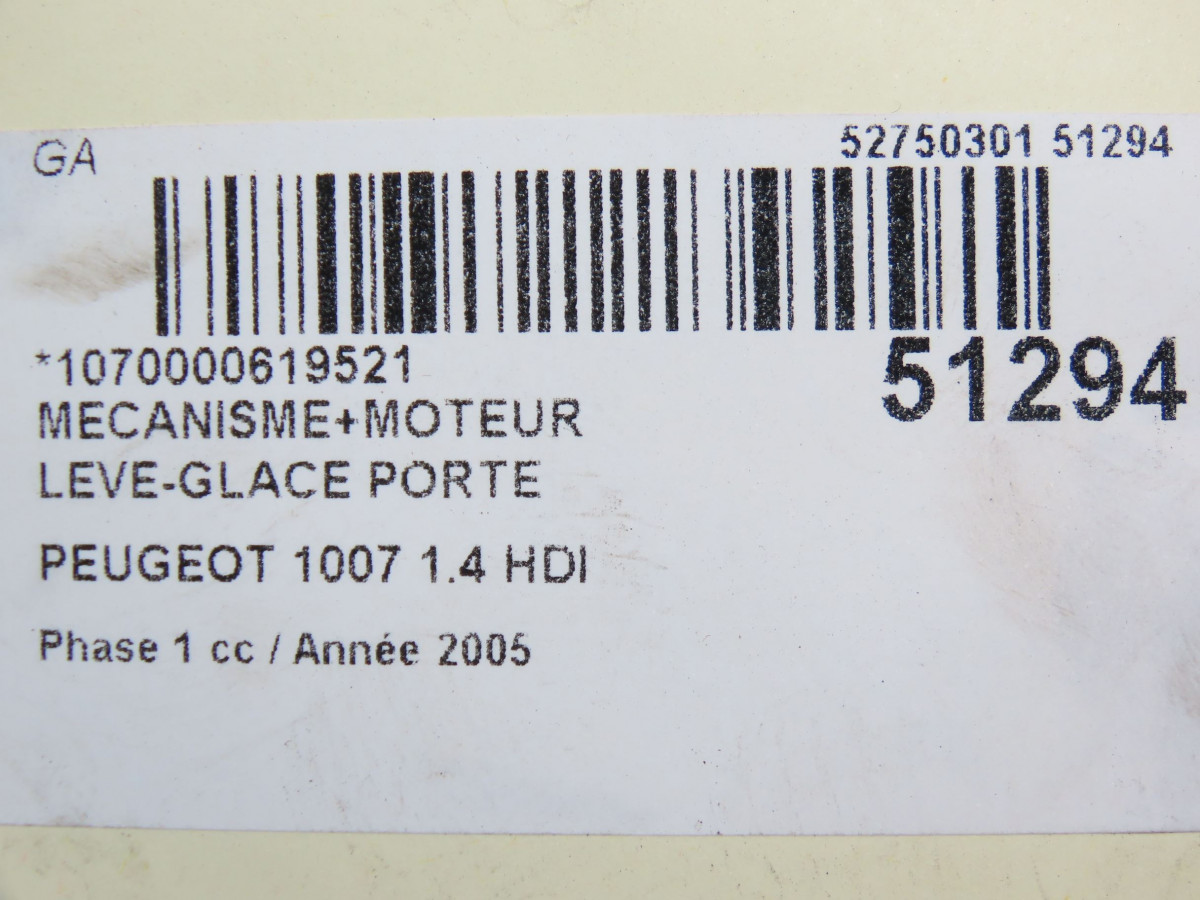 GA
52750301 51294
*1070000619521
51294
MECANISME+MOTEUR
LEVE-GLACE PORTE
PEUGEOT 1007 1.4 HDI
Phase 1 cc / Année 2005